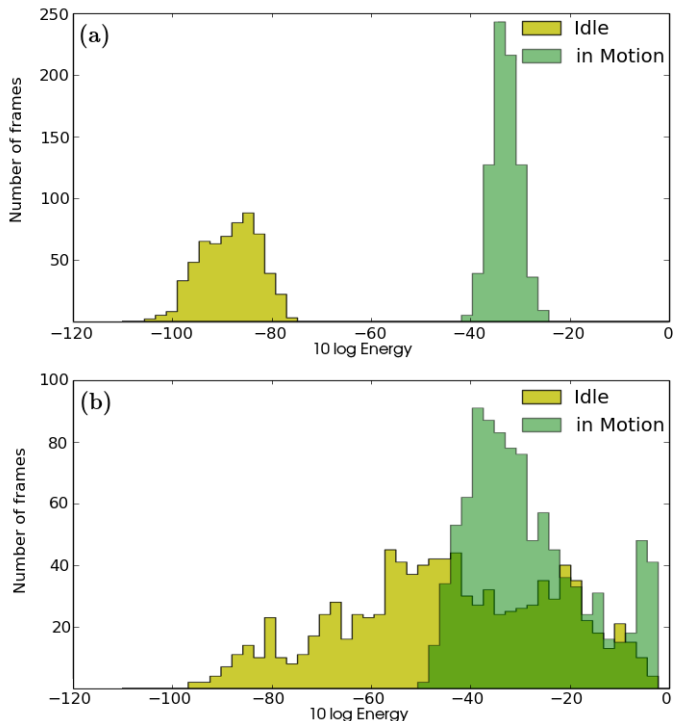 (a)
Idle
in Motion
Number of frames
250
200
150
100
50
−120 −100 −80 −60 −40 −20 0
10 log Energy
(b)
Idle
in Motion
Number of frames
100
80
60
40
20
−120 −100 −80 −60 −40 −20 0
10 log Energy